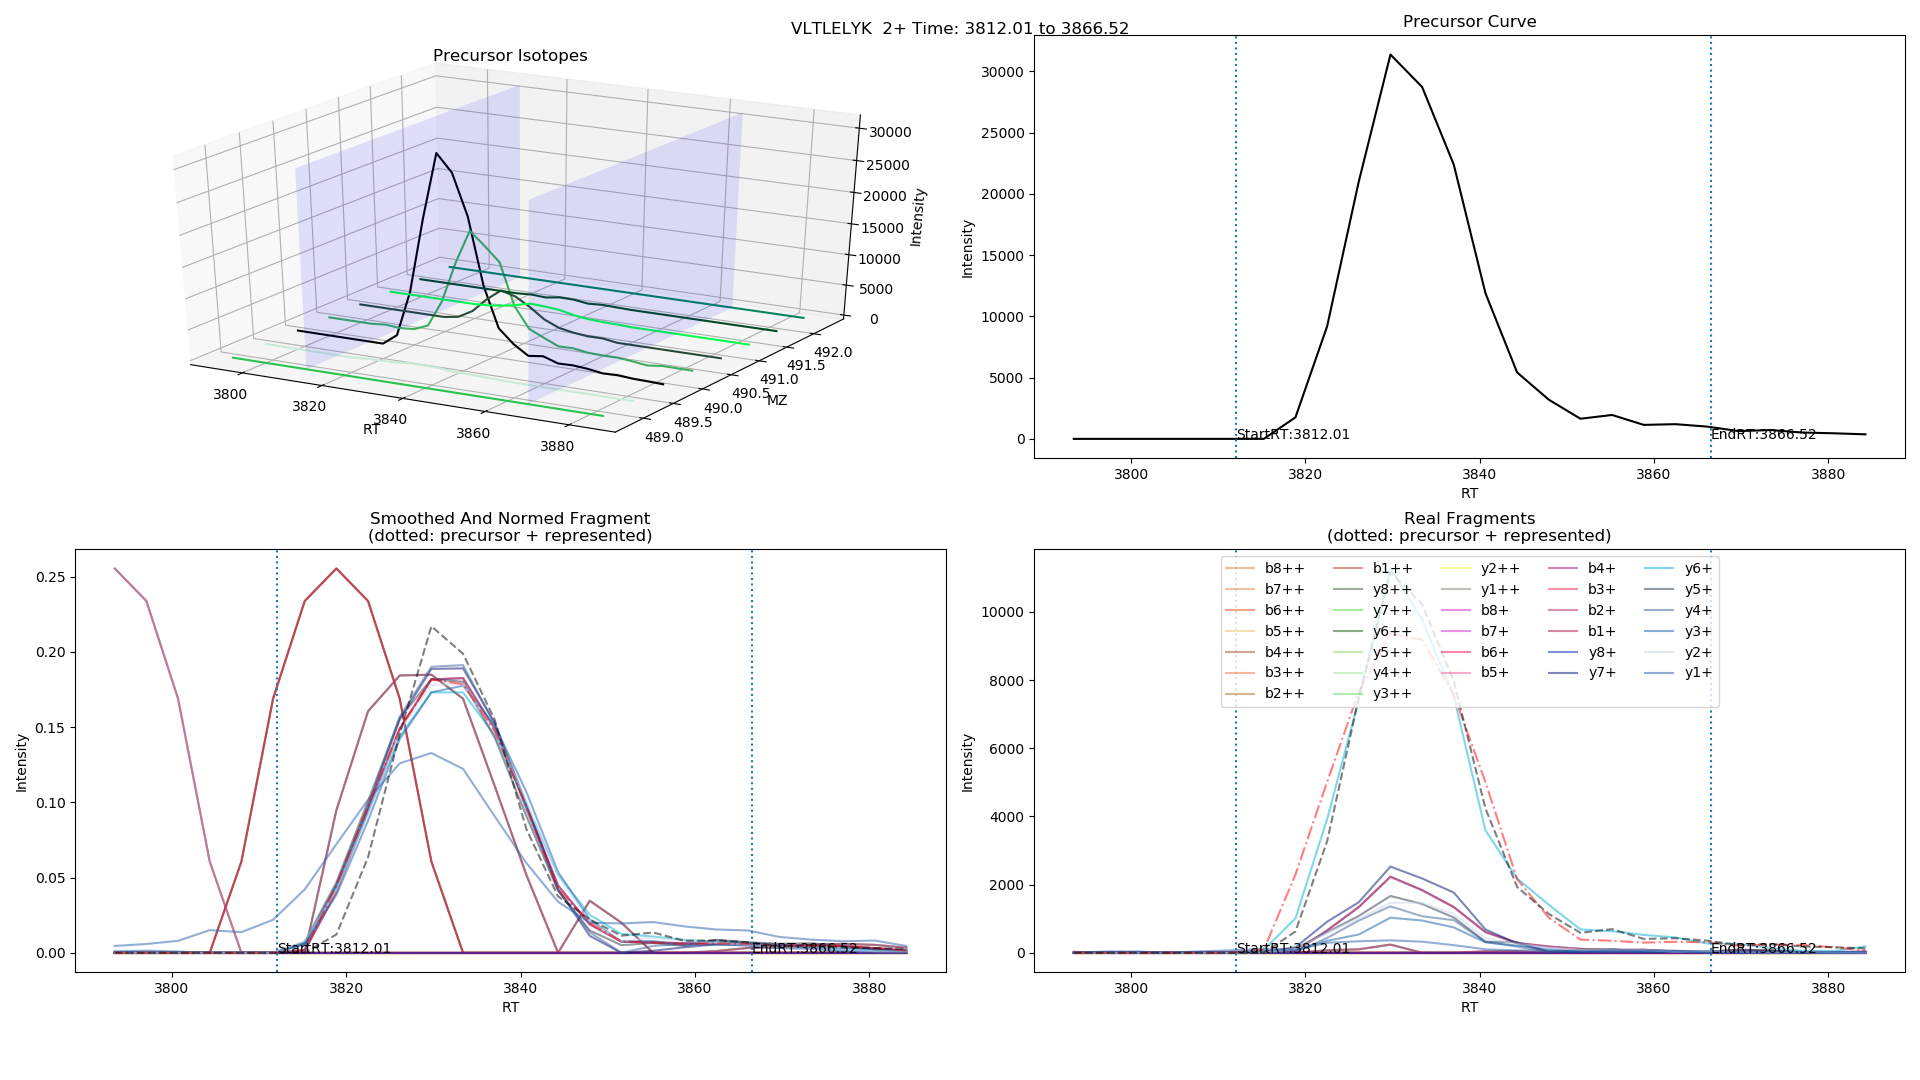 VLTLELYK  2+ Time: 3812.01 to 3866.52
Precursor Isotopes
30000
25000
20000
15000
10000
5000
0
Intensity
3800
3820
3840
3860
3880
RT
489.0
489.5
490.0
490.5
491.0
491.5
492.0
MZ
Precursor Curve
30000
25000
20000
15000
10000
5000
0
Intensity
StartRT:3812.01
EndRT:3866.52
3800
3820
3840
3860
3880
RT
Smoothed And Normed Fragment
(dotted: precursor + represented)
0.25
0.20
0.15
0.10
0.05
0.00
Intensity
StartRT:3812.01
EndRT:3866.52
3800
3820
3840
3860
3880
RT
Real Fragments
(dotted: precursor + represented)
10000
8000
6000
4000
2000
0
Intensity
b8++
b7++
b6++
b5++
b4++
b3++
b2++
b1++
y8++
y7++
y6++
y5++
y4++
y3++
y2++
y1++
b8+
b7+
b6+
b5+
b4+
b3+
b2+
b1+
y8+
y7+
y6+
y5+
y4+
y3+
y2+
y1+
StartRT:3812.01
EndRT:3866.52
3800
3820
3840
3860
3880
RT